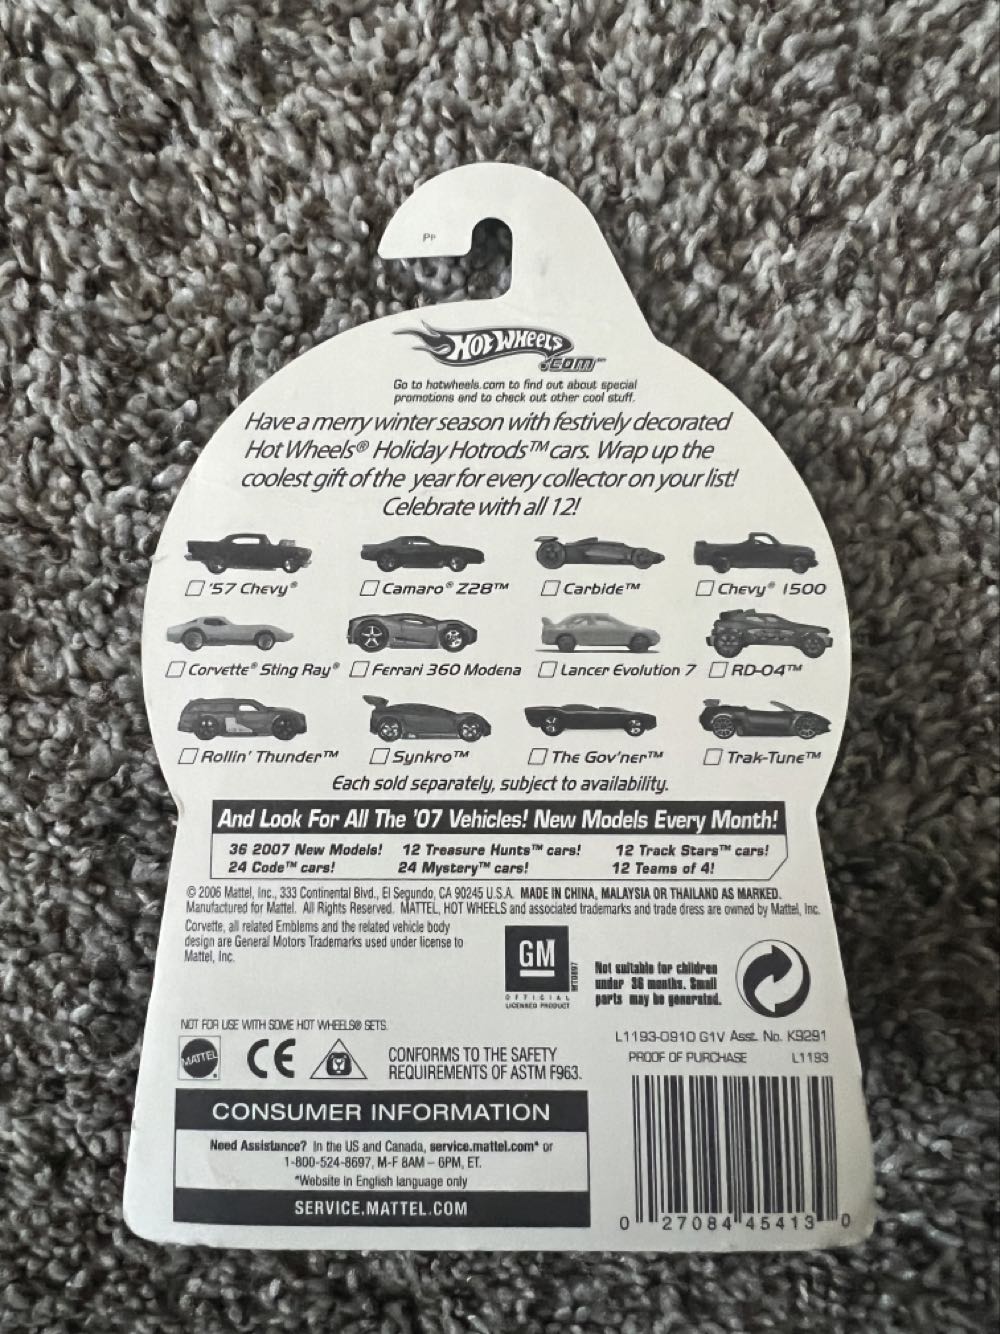 PP
HOT WHEELS
.COM™
Go to hotwheels.com to find out about special
promotions and to check out other cool stuff.
Have a merry winter season with festively decorated
Hot Wheels® Holiday Hotrods™ cars. Wrap up the
coolest gift of the year for every collector on your list!
Celebrate with all 12!
'57 Chevy® Camaro® Z28™ Carbide™ Chevy® 1500
Corvette® Sting Ray® Ferrari 360 Modena Lancer Evolution 7 RD-04™
Rollin' Thunder™ Synkro™ The Gov'ner™ Trak-Tune™
Each sold separately, subject to availability.
And Look For All The '07 Vehicles! New Models Every Month!
36 2007 New Models! 12 Treasure Hunts™ cars! 12 Track Stars™ cars!
24 Code™ cars! 24 Mystery™ cars! 12 Teams of 4!
© 2006 Mattel, Inc., 333 Continental Blvd., El Segundo, CA 90245 U.S.A. MADE IN CHINA, MALAYSIA OR THAILAND AS MARKED.
Manufactured for Mattel. All Rights Reserved. MATTEL, HOT WHEELS and associated trademarks and trade dress are owned by Mattel, Inc.
Corvette, all related Emblems and the related vehicle body
design are General Motors Trademarks used under license to
Mattel, Inc.
GM
OFFICIAL
LICENSED PRODUCT
Not suitable for children
under 36 months. Small
parts may be generated.
NOT FOR USE WITH SOME HOT WHEELS® SETS.
L1193-0910 G1V Asst. No. K9291
PROOF OF PURCHASE L1193
MATTEL
CE
CONFORMS TO THE SAFETY
REQUIREMENTS OF ASTM F963.
CONSUMER INFORMATION
Need Assistance? In the US and Canada, service.mattel.com* or
1-800-524-8697, M-F 8AM – 6PM, ET.
*Website in English language only
SERVICE.MATTEL.COM
0 27084 45413 0